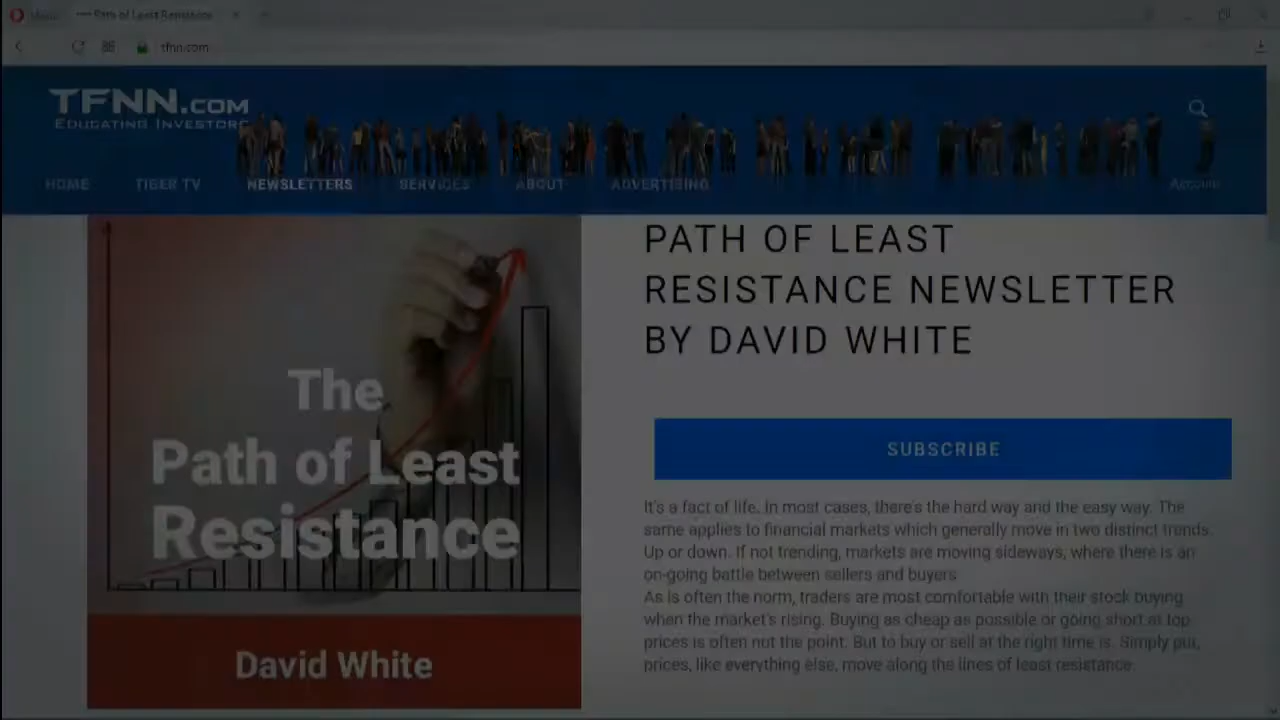 Path of Least Resistance
tfnn.com
TFNN.COM
EDUCATING INVESTORS
HOME TIGER TV NEWSLETTERS SERVICES ABOUT ADVERTISING Account
PATH OF LEAST
RESISTANCE NEWSLETTER
BY DAVID WHITE
The
Path of Least
Resistance
David White
SUBSCRIBE
It's a fact of life. In most cases, there's the hard way and the easy way. The
same applies to financial markets which generally move in two distinct trends.
Up or down. If not trending, markets are moving sideways, where there is an
on-going battle between sellers and buyers
As is often the norm, traders are most comfortable with their stock buying
when the market's rising. Buying as cheap as possible or going short at top
prices is often not the point. But to buy or sell at the right time is. Simply put,
prices, like everything else, move along the lines of least resistance.